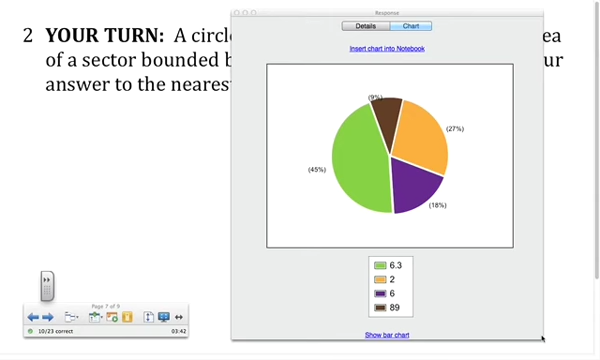 Response
Details Chart
Insert chart into Notebook
2 YOUR TURN: A circle ea
of a sector bounded b ur
answer to the nearest
(9%)
(27%)
(45%)
(18%)
6.3
2
6
89
Show bar chart
Page 7 of 9
10/23 correct 03:42